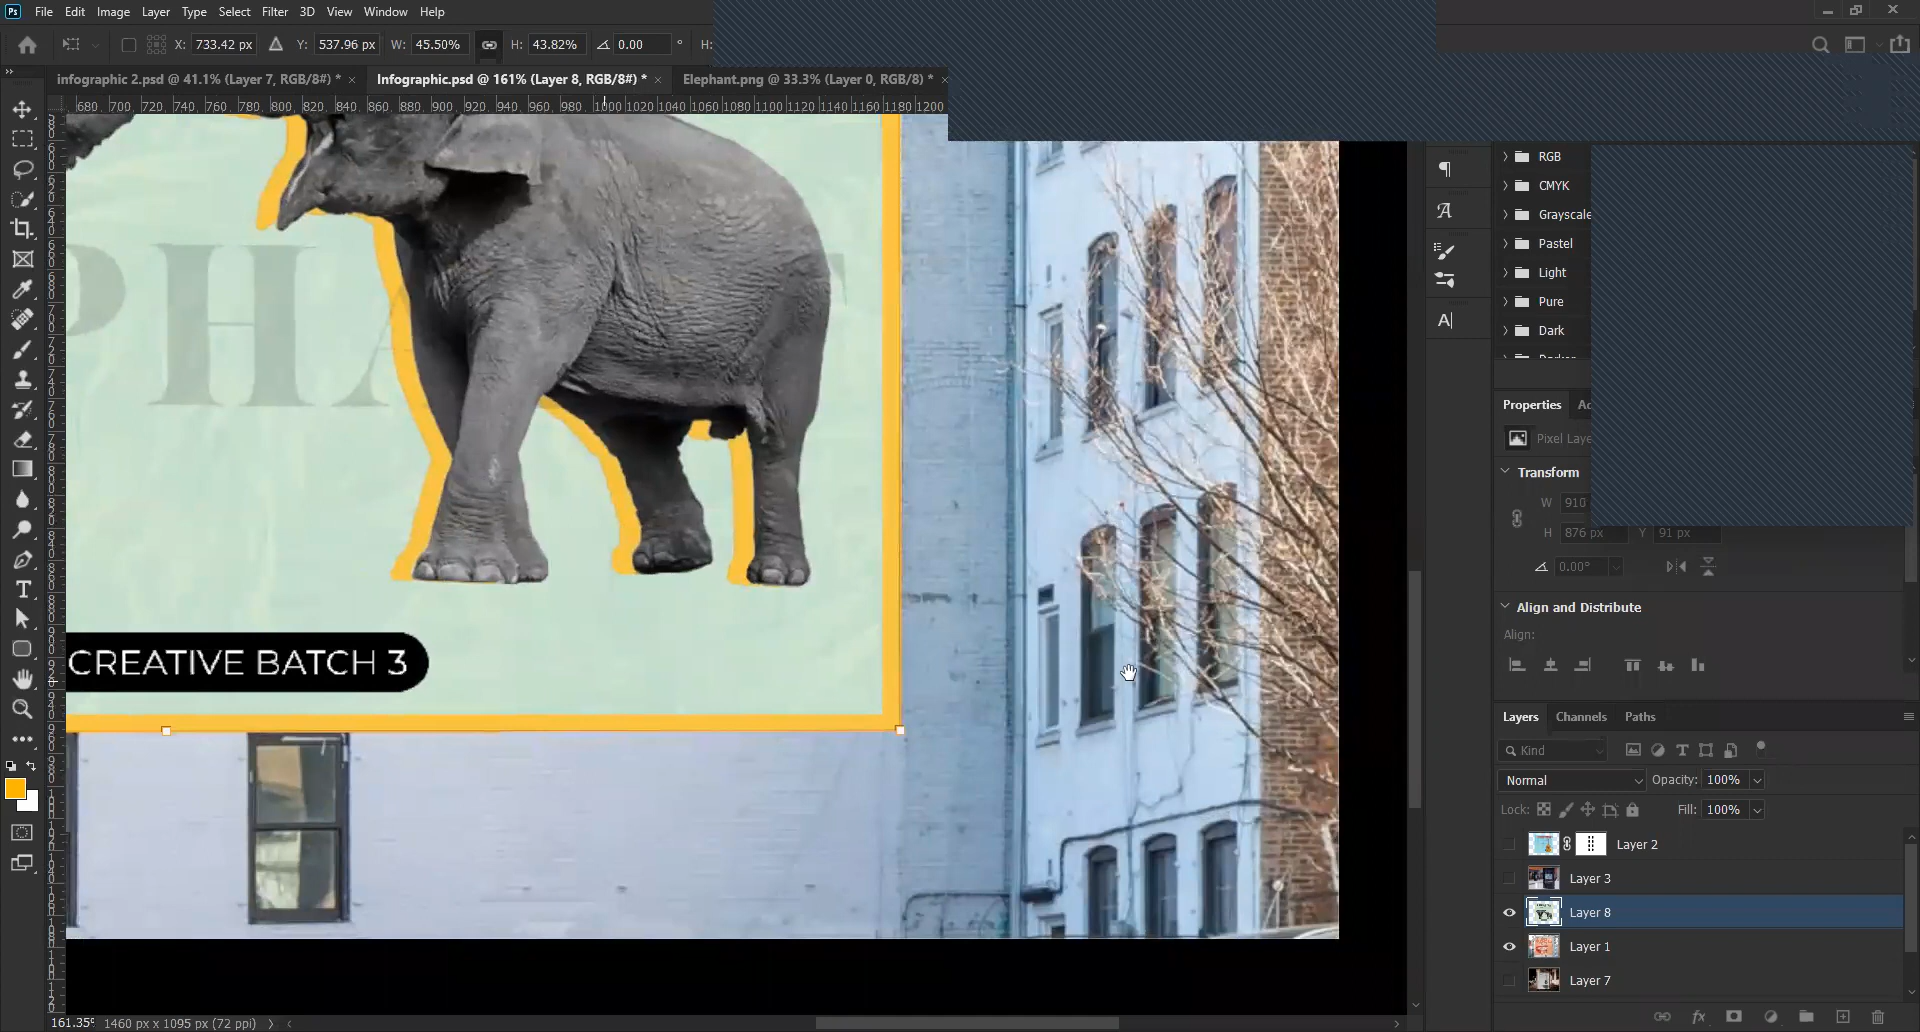 Ps File Edit Image Layer Type Select Filter 3D View Window Help
X: 733.42 px Y: 537.96 px W: 45.50% H: 43.82% 0.00 ° H:
infographic 2.psd @ 41.1% (Layer 7, RGB/8#) * × Infographic.psd @ 161% (Layer 8, RGB/8#) * × Elephant.png @ 33.3% (Layer 0, RGB/8) * ×
680 700 720 740 760 780 800 820 840 860 880 900 920 940 960 980 1000 1020 1040 1060 1080 1100 1120 1140 1160 1180 1200
RGB
CMYK
Grayscale
Pastel
Light
Pure
Dark
PHA
CREATIVE BATCH 3
Properties
Pixel Laye
Transform
W 910
H 876 px Y 91 px
0.00°
Align and Distribute
Align:
Layers Channels Paths
Kind
Normal Opacity: 100%
Lock: Fill: 100%
Layer 2
Layer 3
Layer 8
Layer 1
Layer 7
161.35% 1460 px x 1095 px (72 ppi)